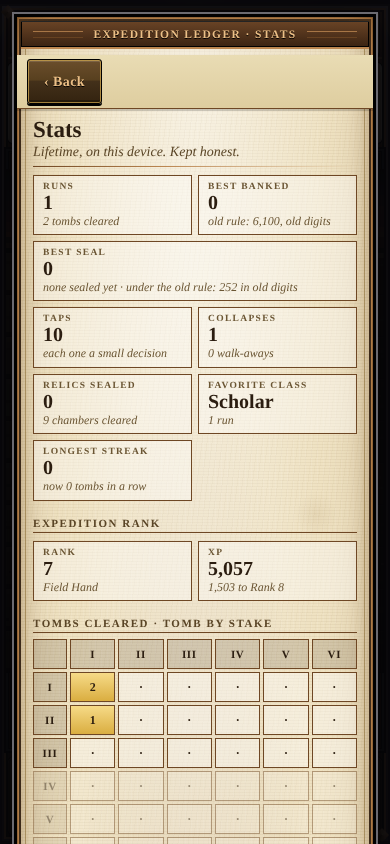 EXPEDITION LEDGER · STATS
‹ Back
Stats
Lifetime, on this device. Kept honest.
RUNS
1
2 tombs cleared
BEST BANKED
0
old rule: 6,100, old digits
BEST SEAL
0
none sealed yet · under the old rule: 252 in old digits
TAPS
10
each one a small decision
COLLAPSES
1
0 walk-aways
RELICS SEALED
0
9 chambers cleared
FAVORITE CLASS
Scholar
1 run
LONGEST STREAK
0
now 0 tombs in a row
EXPEDITION RANK
RANK
7
Field Hand
XP
5,057
1,503 to Rank 8
TOMBS CLEARED · TOMB BY STAKE
I II III IV V VI
I 2 · · · · ·
II 1 · · · · ·
III · · · · · ·
IV · · · · · ·
V · · · · · ·